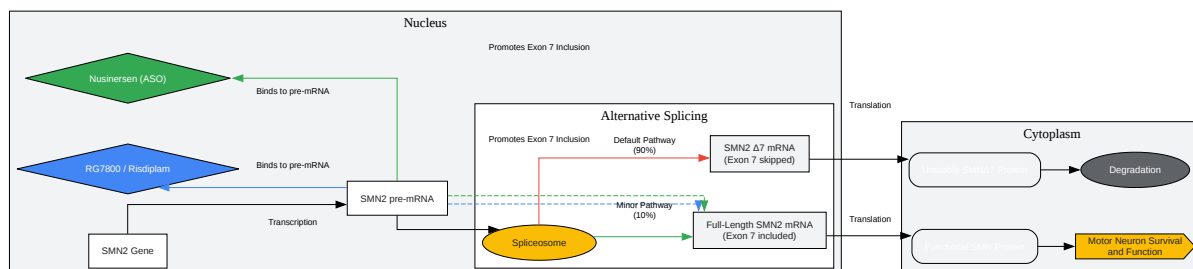 Nucleus
Promotes Exon 7 Inclusion
Nusinersen (ASO)
Binds to pre-mRNA
Translation
Alternative Splicing
Cytoplasm
Promotes Exon 7 Inclusion
Default Pathway
(90%)
SMN2 Δ7 mRNA
(Exon 7 skipped)
Binds to pre-mRNA
RG7800 / Risdiplam
Degradation
SMN2 pre-mRNA
Minor Pathway
(10%)
Transcription
Translation
Full-Length SMN2 mRNA
(Exon 7 included)
Spliceosome
SMN2 Gene
Functional SMN Protein
Motor Neuron Survival
and Function